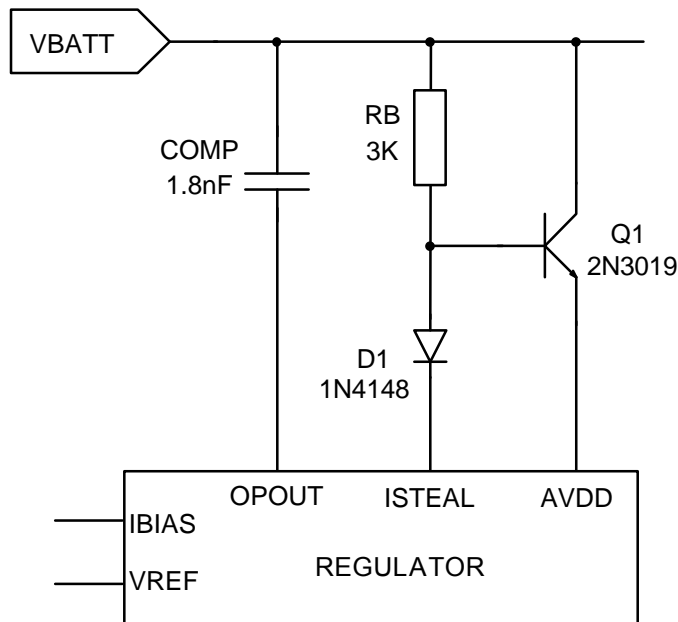 VBATT
COMP
1.8nF
RB
3K
Q1
2N3019
D1
1N4148
OPOUT ISTEAL AVDD
IBIAS
REGULATOR
VREF